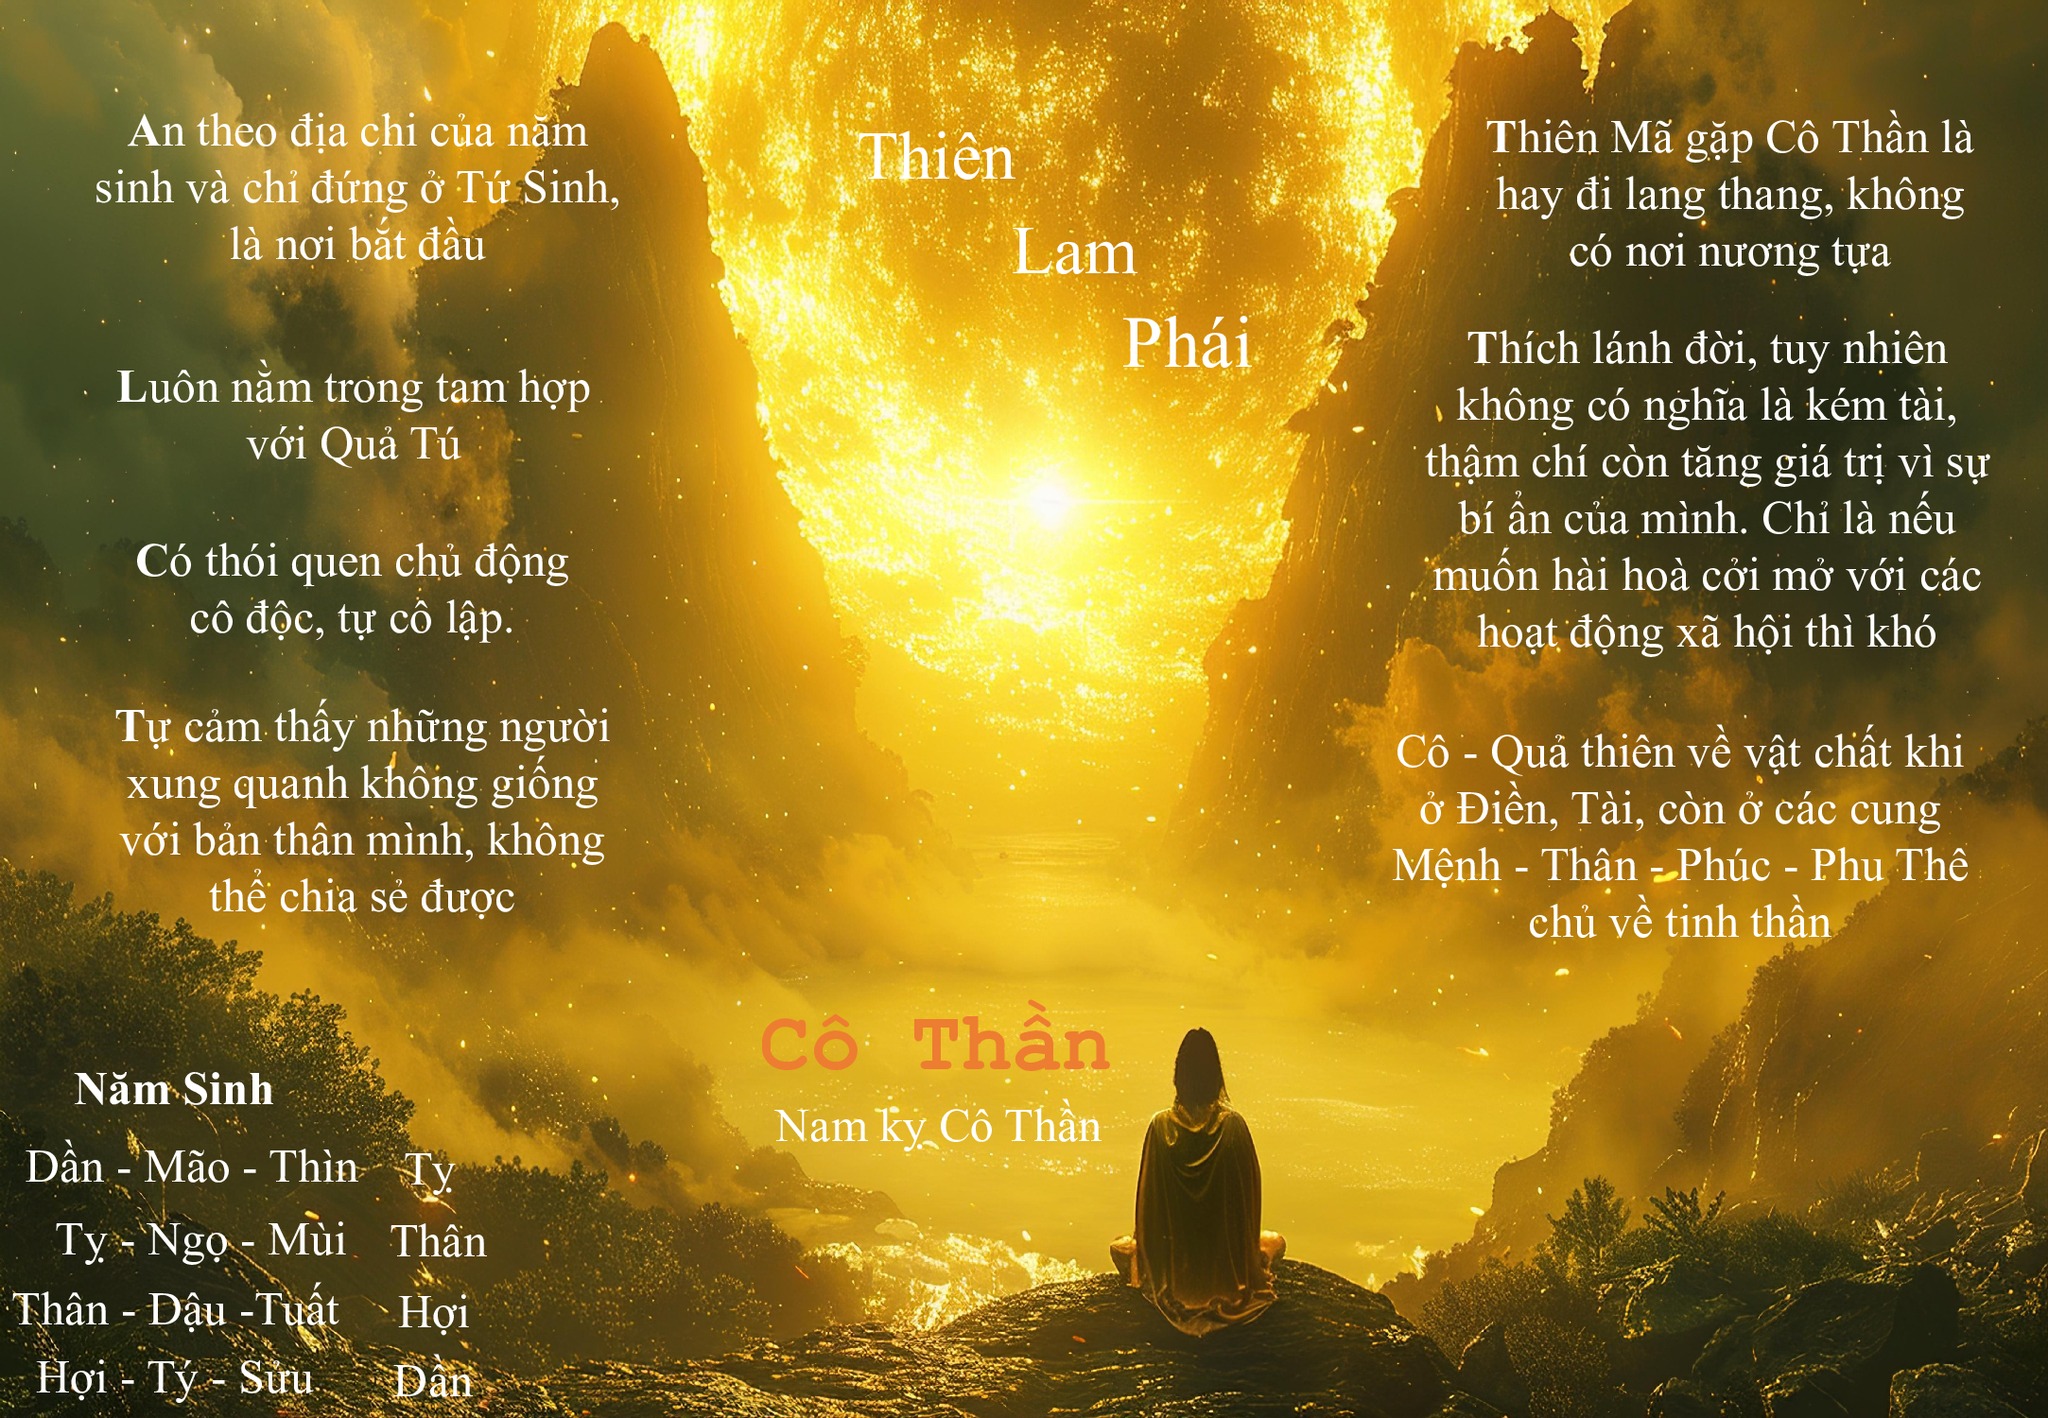 An theo địa chi của năm
sinh và chỉ đứng ở Tứ Sinh,
là nơi bắt đầu
Luôn nằm trong tam hợp
với Quả Tú
Có thói quen chủ động
cô độc, tự cô lập.
Tự cảm thấy những người
xung quanh không giống
với bản thân mình, không
thể chia sẻ được
Thiên
Lam
Phái
Thiên Mã gặp Cô Thần là
hay đi lang thang, không
có nơi nương tựa
Thích lánh đời, tuy nhiên
không có nghĩa là kém tài,
thậm chí còn tăng giá trị vì sự
bí ẩn của mình. Chỉ là nếu
muốn hài hoà cởi mở với các
hoạt động xã hội thì khó
Cô - Quả thiên về vật chất khi
ở Điền, Tài, còn ở các cung
Mệnh - Thân - Phúc - Phu Thê
chủ về tinh thần
Cô Thần
Nam kỵ Cô Thần
Năm Sinh
Dần - Mão - Thìn Tỵ
Tỵ - Ngọ - Mùi Thân
Thân - Dậu -Tuất Hợi
Hợi - Tý - Sửu Dần